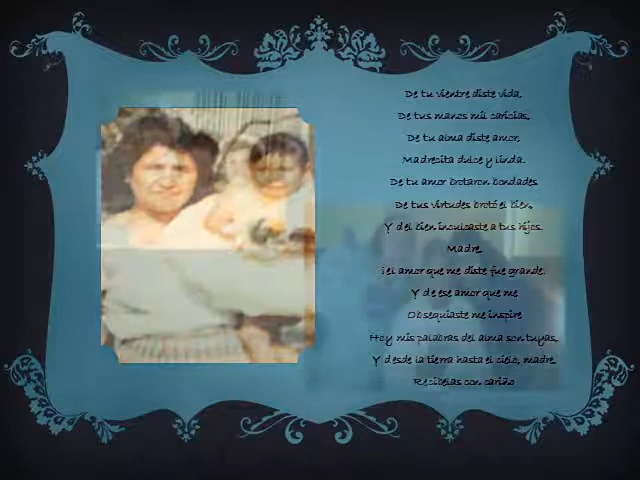 De tu vientre diste vida,
De tus manos mil caricias,
De tu alma diste amor,
Madrecita dulce y linda.
De tu amor brotaron bondades
De tus virtudes brotó el bien,
Y del bien inculcaste a tus hijos.
Madre
¡el amor que me diste fue grande.
Y de ese amor que me
Obsequiaste me inspire
Hoy mis palabras del alma son tuyas,
Y desde la tierra hasta el cielo, madre
Recíbelas con cariño